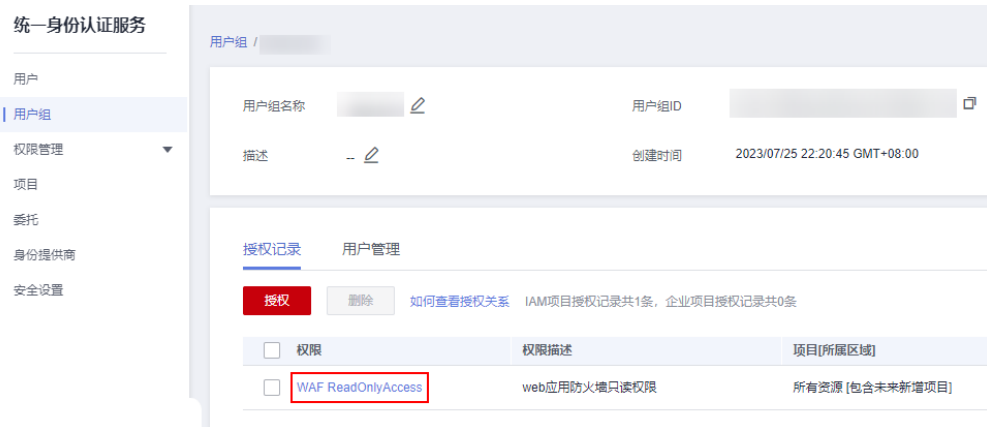 统一身份认证服务
用户组 /
用户
用户组
权限管理
项目
委托
身份提供商
安全设置
用户组名称
用户组ID
描述 --
创建时间 2023/07/25 22:20:45 GMT+08:00
授权记录 用户管理
授权 删除 如何查看授权关系 IAM项目授权记录共1条，企业项目授权记录共0条
权限 权限描述 项目[所属区域]
WAF ReadOnlyAccess web应用防火墙只读权限 所有资源 [包含未来新增项目]